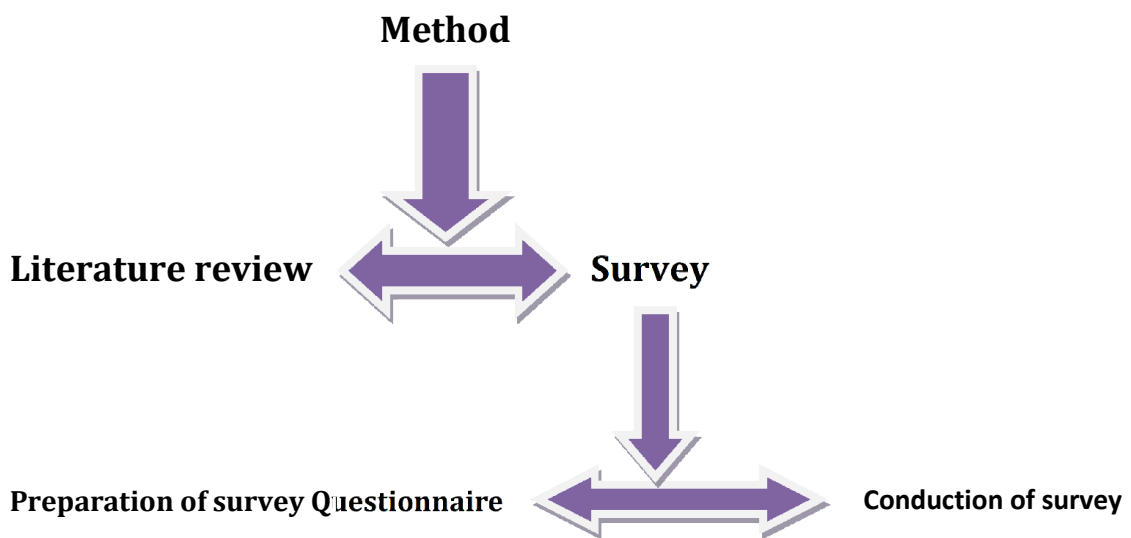 Method
Literature review
Survey
Preparation of survey Questionnaire
Conduction of survey